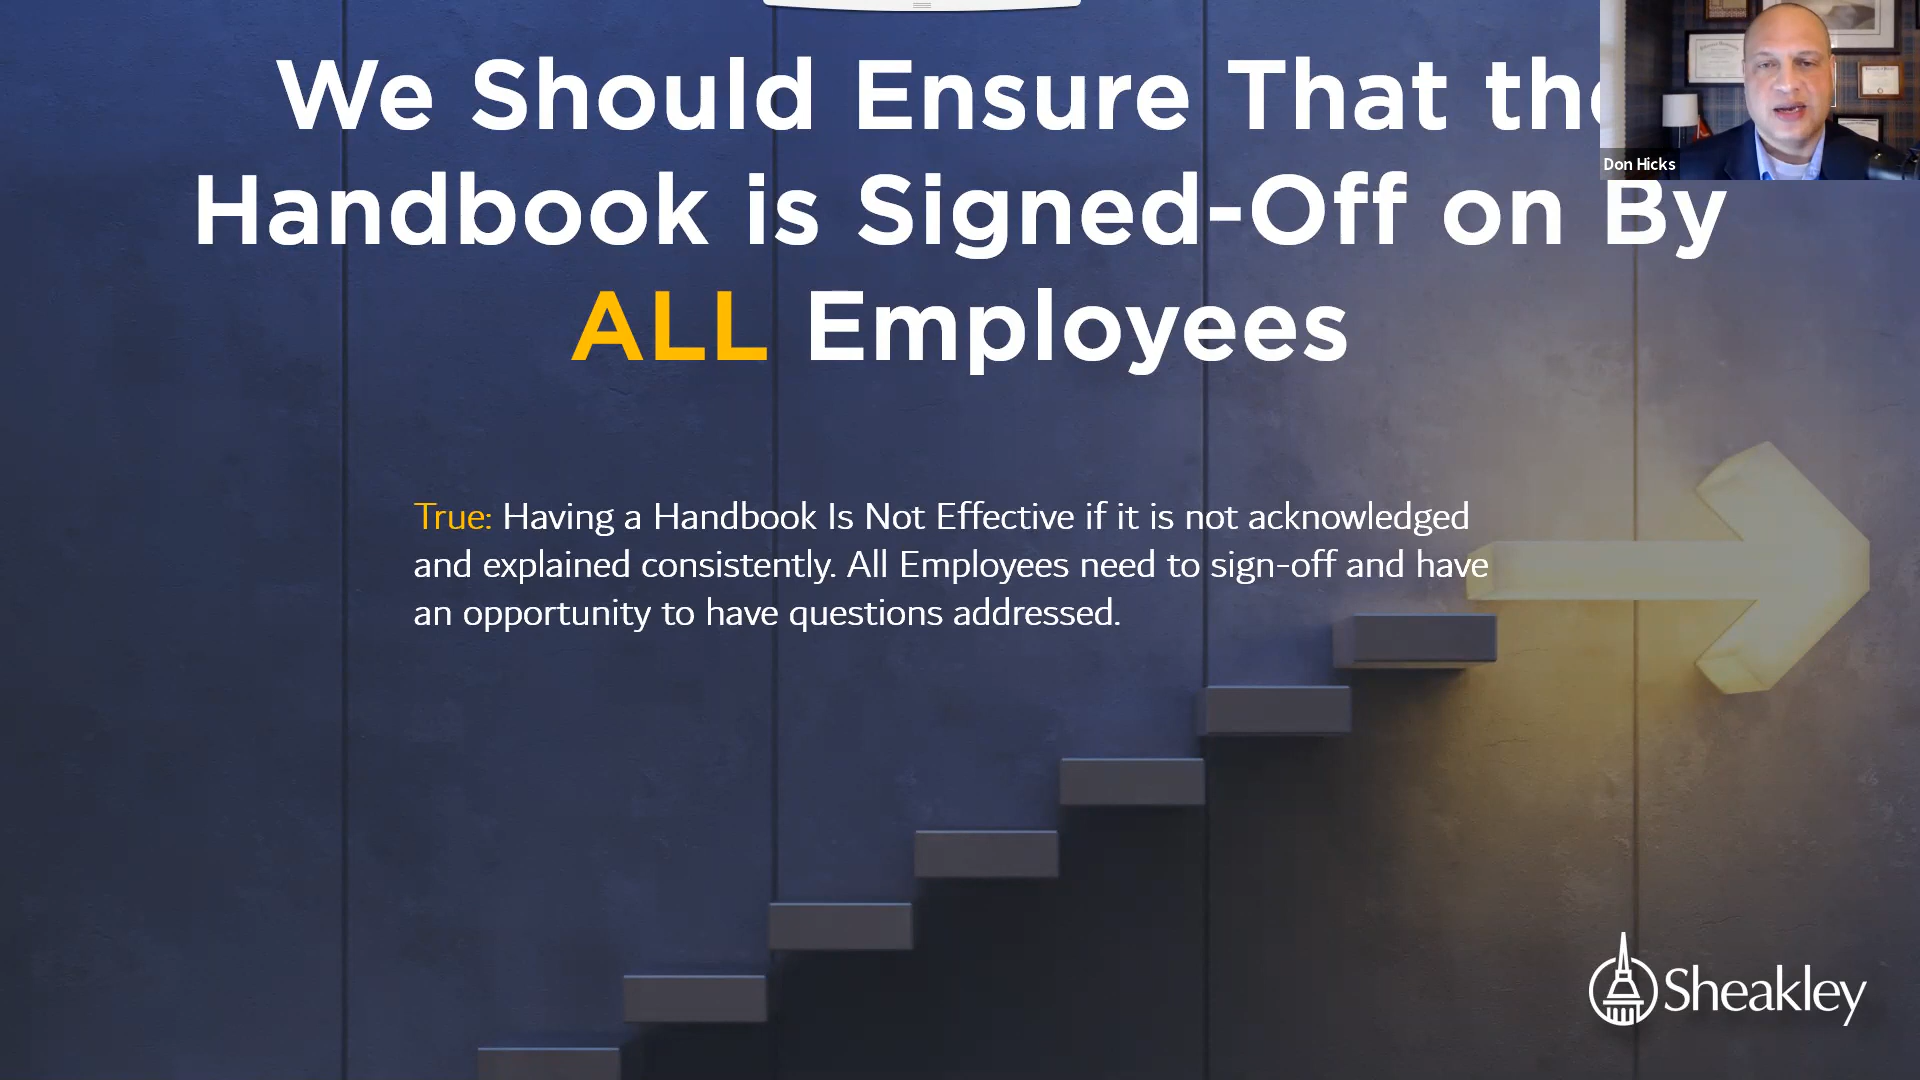 We Should Ensure That the
Handbook is Signed-Off on By
ALL Employees
Don Hicks
True: Having a Handbook Is Not Effective if it is not acknowledged
and explained consistently. All Employees need to sign-off and have
an opportunity to have questions addressed.
Sheakley